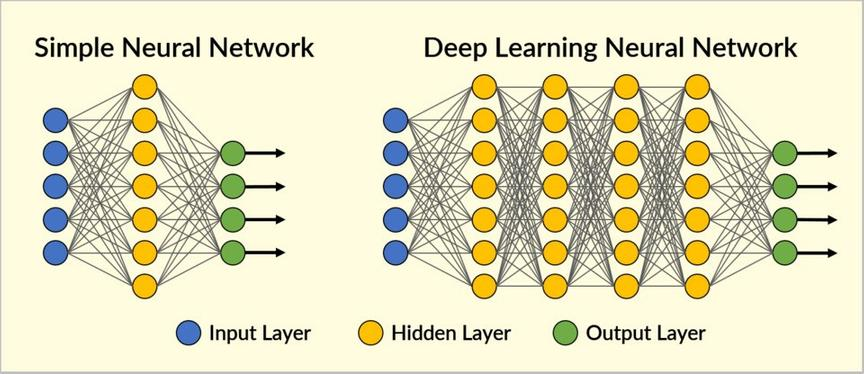 Simple Neural Network
Deep Learning Neural Network
Input Layer
Hidden Layer
Output Layer